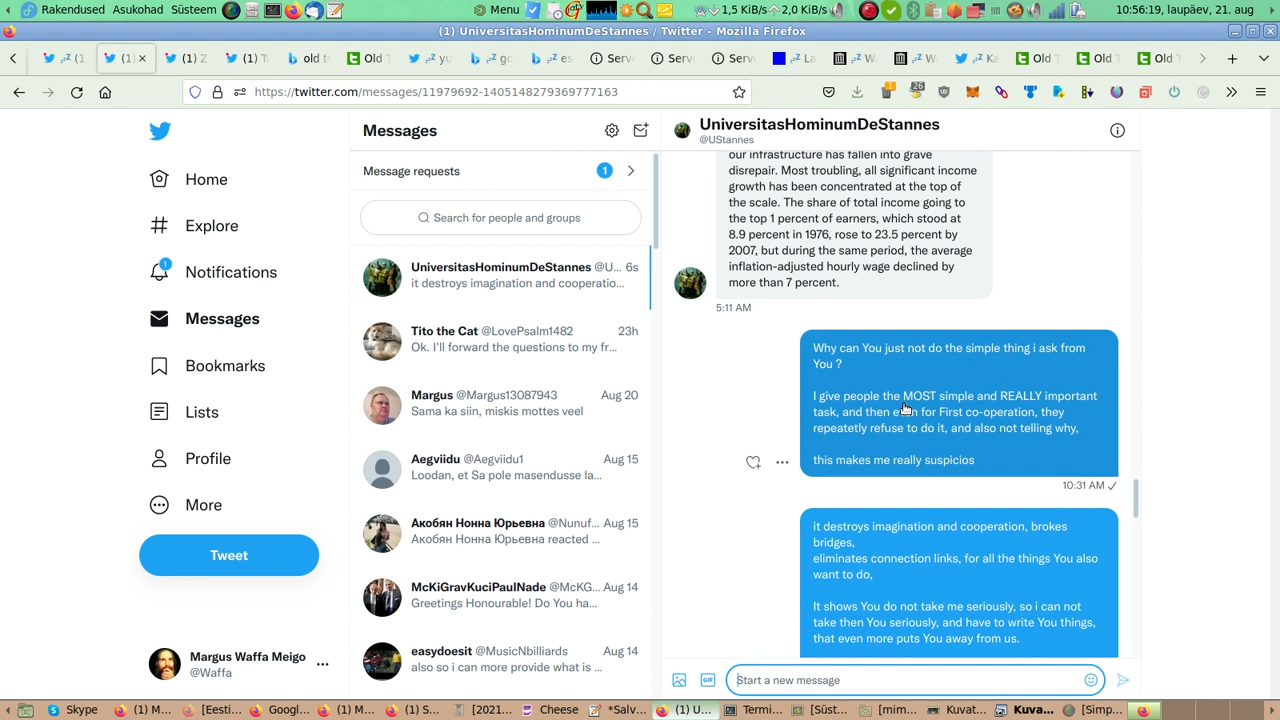 Rakendused Asukohad Süsteem
Menu
1,5 KiB/s
2,0 KiB/s
10:56:19, laupäev, 21. aug
(1) UniversitasHominumDeStannes / Twitter - Mozilla Firefox
(1
(1)
(1) Z
(1) T
old t
Old T
yu
go
es
Serv
Serv
Serv
La
W
W
Ka
Old T
Old T
Old T
https://twitter.com/messages/11979692-1405148279369777163
26
Home
Explore
1
Notifications
Messages
Bookmarks
Lists
Profile
More
Tweet
Margus Waffa Meigo
@Waffa
Messages
Message requests
1
Search for people and groups
UniversitasHominumDeStannes @U... 6s
it destroys imagination and cooperatio...
Tito the Cat @LovePsalm1482 23h
Ok. I'll forward the questions to my fr...
Margus @Margus13087943 Aug 20
Sama ka siin, miskis mottes veel
Aegviidu @Aegviidu1 Aug 15
Loodan, et Sa pole masendusse la...
Акобян Нонна Юрьевна @Nunuf... Aug 15
Акобян Нонна Юрьевна reacted ...
McKiGravKuciPaulNade @McKG... Aug 14
Greetings Honourable! Do You ha...
easydoesit @MusicNbilliards Aug 14
also so i can more provide what is ...
UniversitasHominumDeStannes
@UStannes
our infrastructure has fallen into grave
disrepair. Most troubling, all significant income
growth has been concentrated at the top of
the scale. The share of total income going to
the top 1 percent of earners, which stood at
8.9 percent in 1976, rose to 23.5 percent by
2007, but during the same period, the average
inflation-adjusted hourly wage declined by
more than 7 percent.
5:11 AM
Why can You just not do the simple thing i ask from
You ?
I give people the MOST simple and REALLY important
task, and then for First co-operation, they
repeatetly refuse to do it, and also not telling why,
this makes me really suspicios
10:31 AM
it destroys imagination and cooperation, brokes
bridges,
eliminates connection links, for all the things You also
want to do,
It shows You do not take me seriously, so i can not
take then You seriously, and have to write You things,
that even more puts You away from us.
Start a new message
Skype
(1) M...
[Eesti...
Googl...
(1) M...
(1) S...
[2021...
Cheese
*Salv...
(1) U...
Termi...
[Süst...
[mim...
Kuvat...
Kuva...
[Simp...